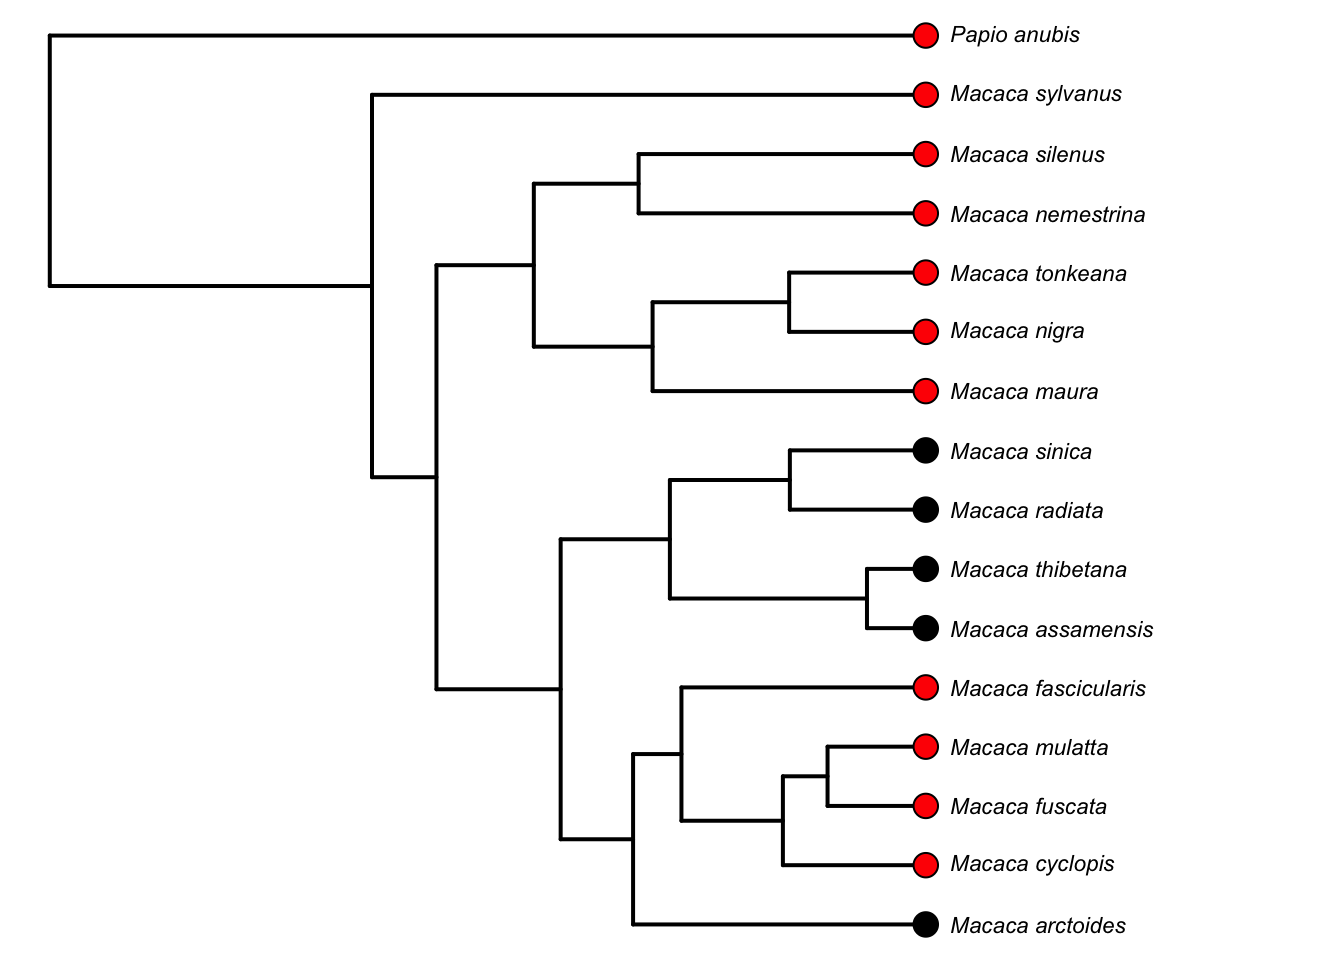 Papio anubis
Macaca sylvanus
Macaca silenus
Macaca nemestrina
Macaca tonkeana
Macaca nigra
Macaca maura
Macaca sinica
Macaca radiata
Macaca thibetana
Macaca assamensis
Macaca fascicularis
Macaca mulatta
Macaca fuscata
Macaca cyclopis
Macaca arctoides